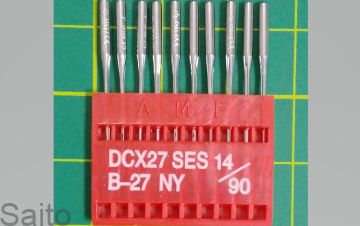 A M F
DCX27 SES 14/90
B-27 NY
Saito